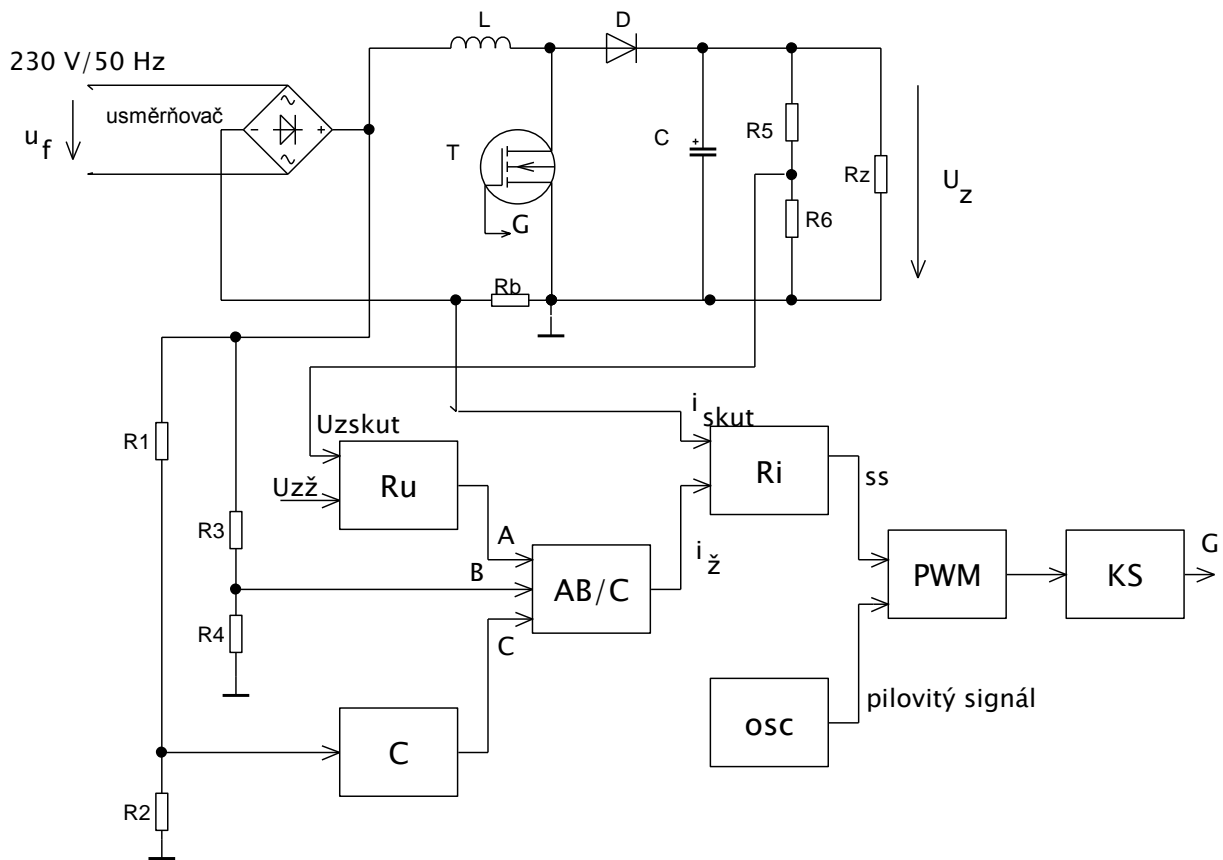 L
D
230 V/50 Hz
usměrňovač
u
f
~
-
+
~
T
G
C
+
R5
R6
Rz
U
z
Rb
R1
R3
R4
R2
Uzskut
Uzž
Ru
A
B
C
AB/C
C
i
skut
i
ž
Ri
ss
PWM
KS
G
osc
pilovitý signál